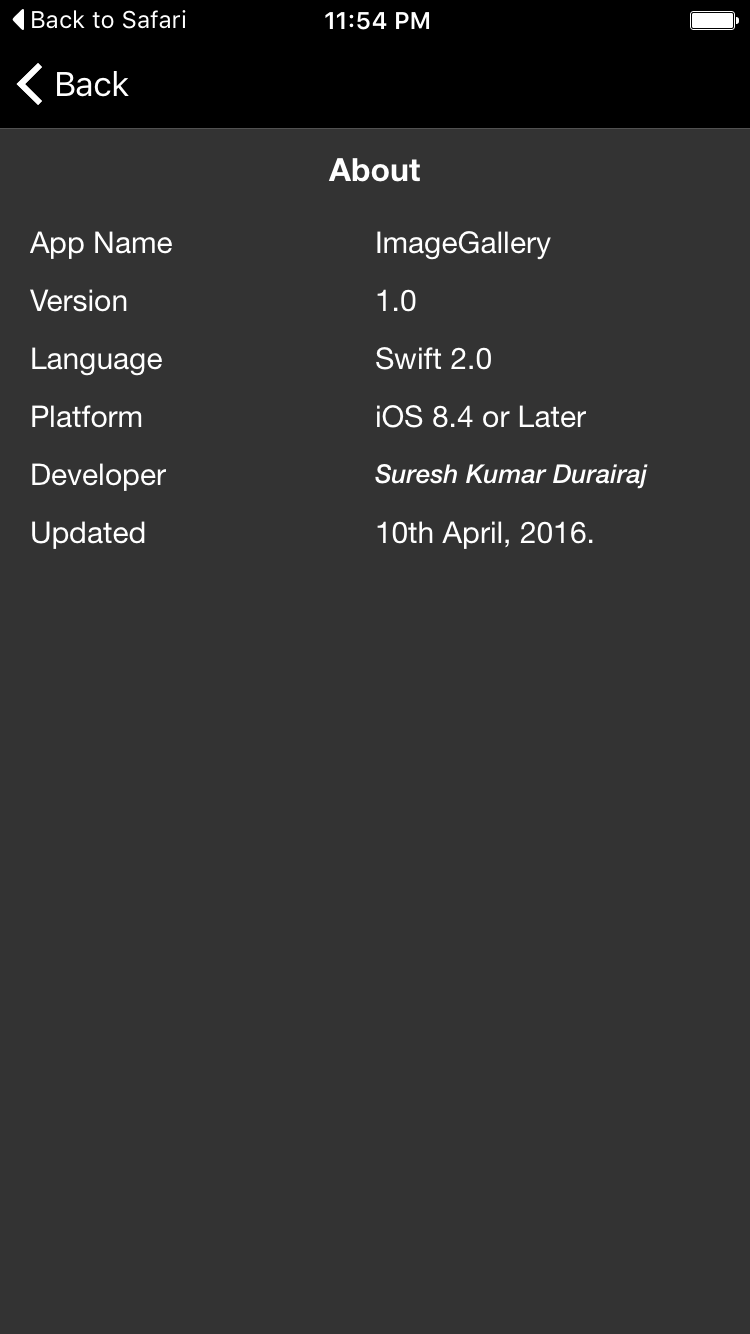 Back to Safari 11:54 PM
Back
About
App Name ImageGallery
Version 1.0
Language Swift 2.0
Platform iOS 8.4 or Later
Developer Suresh Kumar Durairaj
Updated 10th April, 2016.